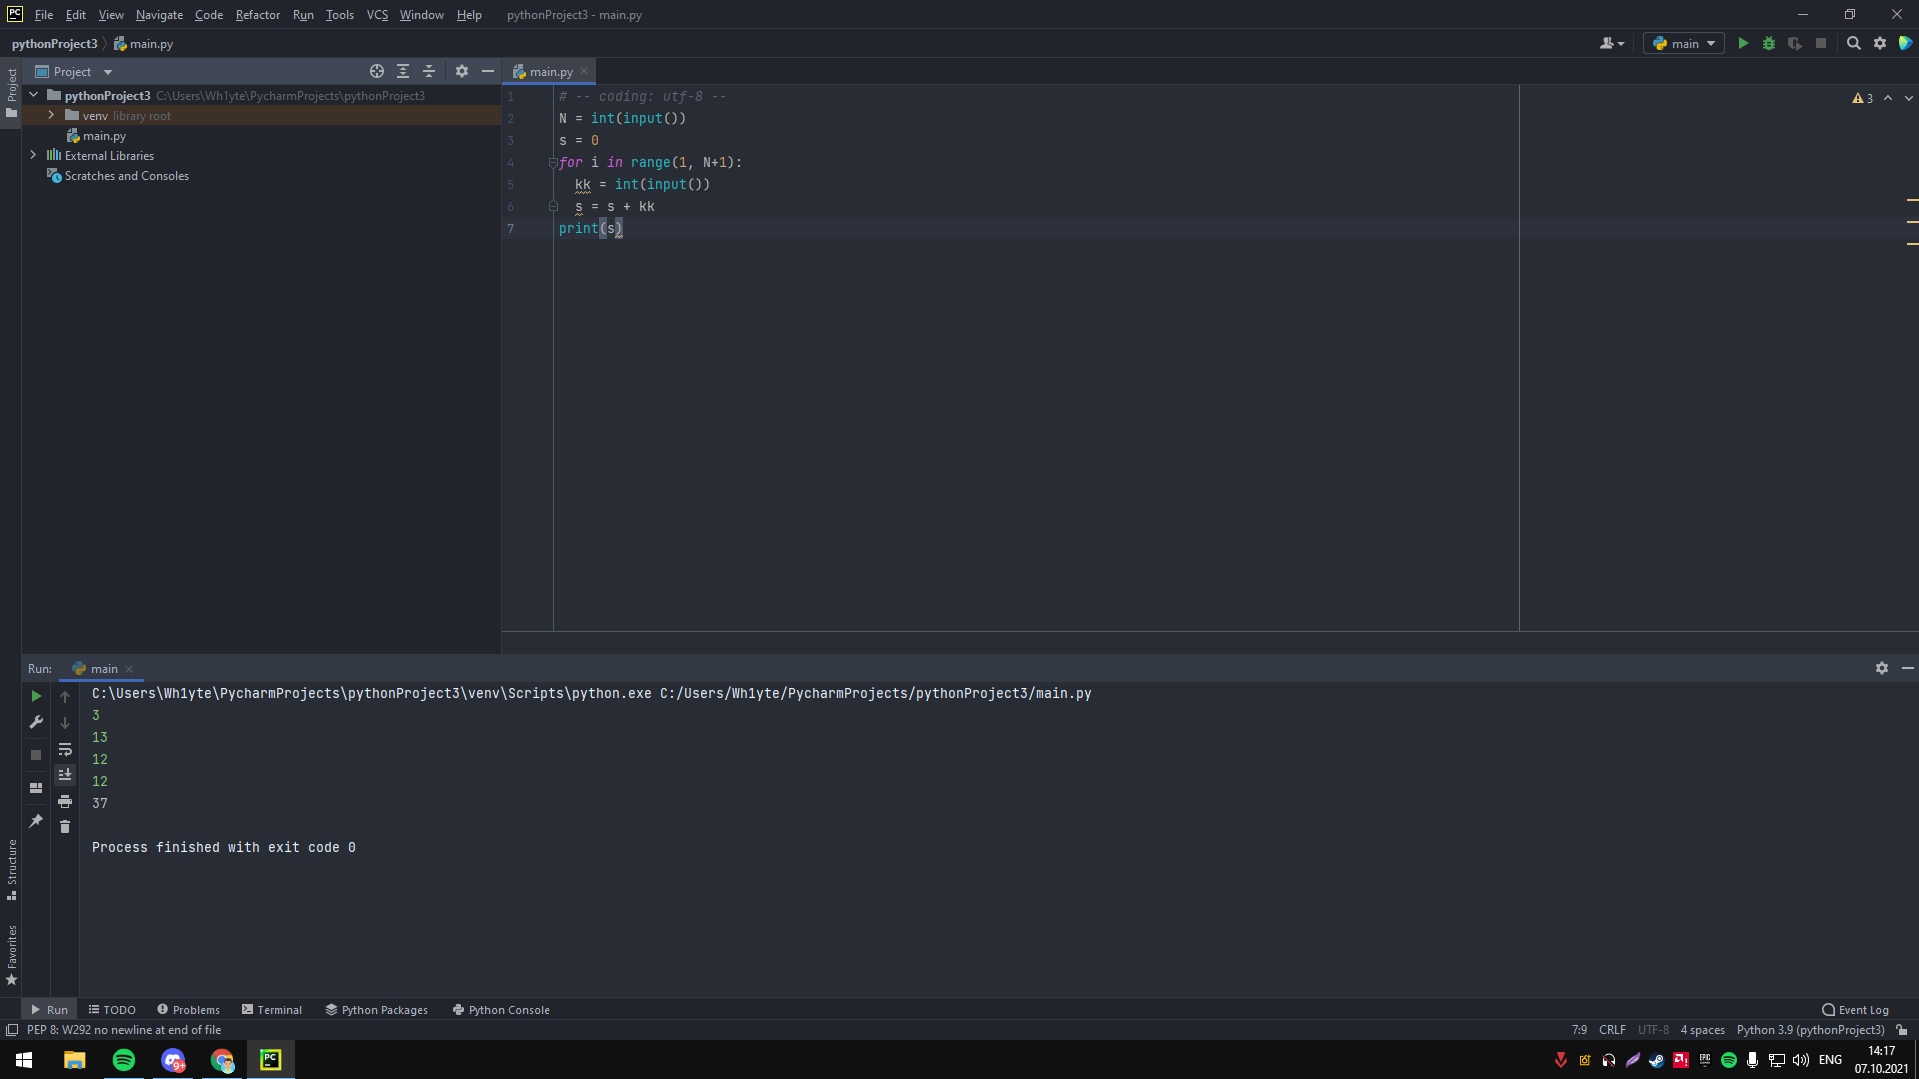 PC File Edit View Navigate Code Refactor Run Tools VCS Window Help pythonProject3 - main.py
pythonProject3 main.py main
Project
Project
pythonProject3 C:\Users\Wh1yte\PycharmProjects\pythonProject3
venv library root
main.py
External Libraries
Scratches and Consoles
main.py
1 # -- coding: utf-8 --
2 N = int(input())
3 s = 0
4 for i in range(1, N+1):
5 kk = int(input())
6 s = s + kk
7 print(s)
3
Run: main
C:\Users\Wh1yte\PycharmProjects\pythonProject3\venv\Scripts\python.exe C:/Users/Wh1yte/PycharmProjects/pythonProject3/main.py
3
13
12
12
37
Process finished with exit code 0
Structure
Favorites
Run TODO Problems Terminal Python Packages Python Console Event Log
PEP 8: W292 no newline at end of file 7:9 CRLF UTF-8 4 spaces Python 3.9 (pythonProject3)
9+ PC EPIC ENG 14:17
07.10.2021